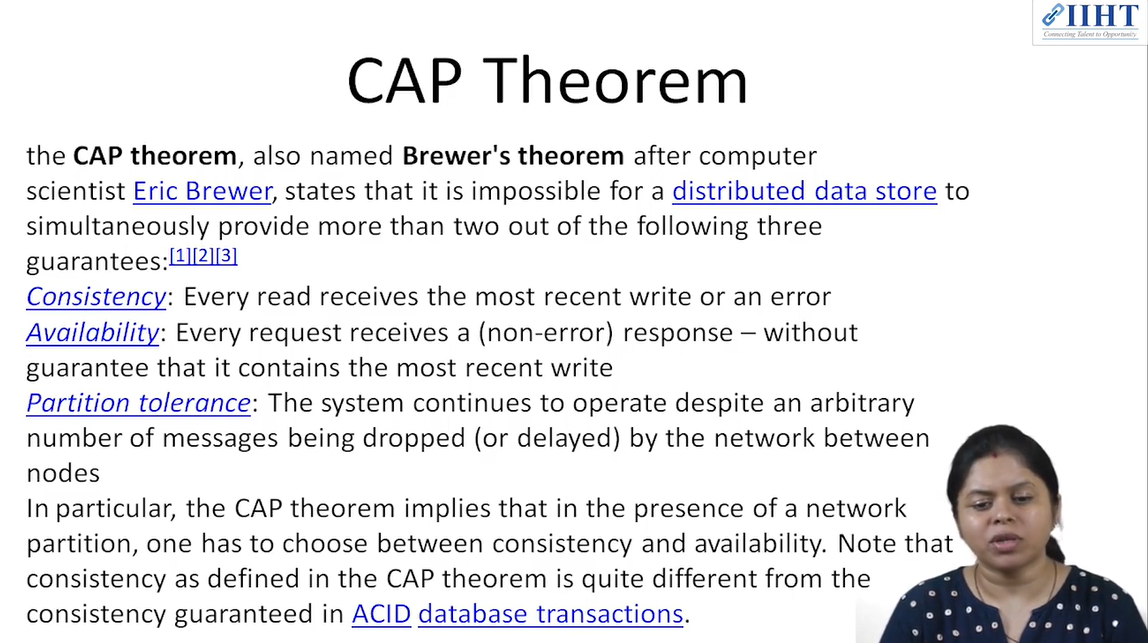 IIHT
Connecting Talent to Opportunity
CAP Theorem
the CAP theorem, also named Brewer's theorem after computer
scientist Eric Brewer, states that it is impossible for a distributed data store to
simultaneously provide more than two out of the following three
guarantees:[1][2][3]
Consistency: Every read receives the most recent write or an error
Availability: Every request receives a (non-error) response – without
guarantee that it contains the most recent write
Partition tolerance: The system continues to operate despite an arbitrary
number of messages being dropped (or delayed) by the network between
nodes
In particular, the CAP theorem implies that in the presence of a network
partition, one has to choose between consistency and availability. Note that
consistency as defined in the CAP theorem is quite different from the
consistency guaranteed in ACID database transactions.